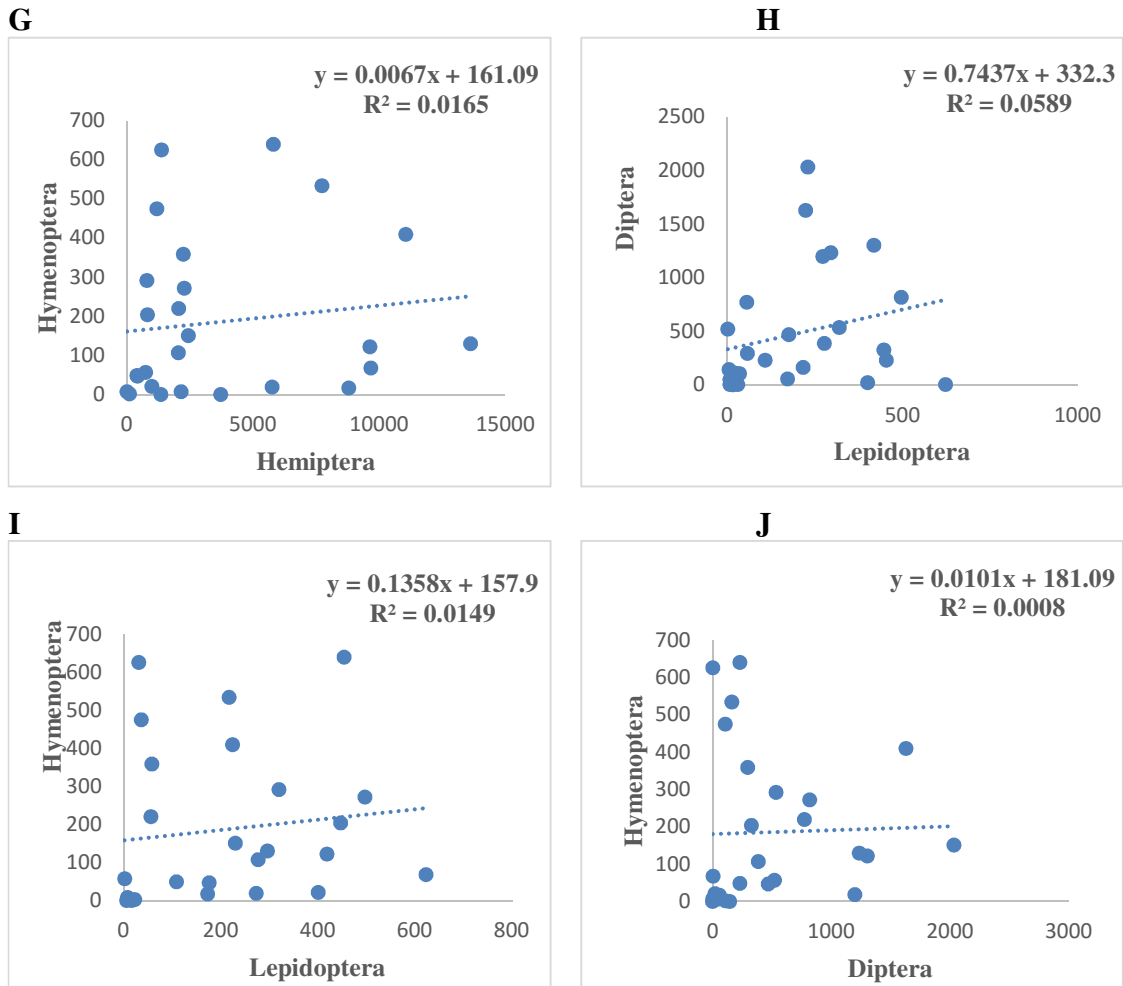 G
y = 0.0067x + 161.09
R² = 0.0165
700
600
500
400
300
200
100
0
Hymenoptera
0 5000 10000 15000
Hemiptera
H
y = 0.7437x + 332.3
R² = 0.0589
2500
2000
1500
1000
500
0
Diptera
0 500 1000
Lepidoptera
I
y = 0.1358x + 157.9
R² = 0.0149
700
600
500
400
300
200
100
0
Hymenoptera
0 200 400 600 800
Lepidoptera
J
y = 0.0101x + 181.09
R² = 0.0008
700
600
500
400
300
200
100
0
Hymenoptera
0 1000 2000 3000
Diptera